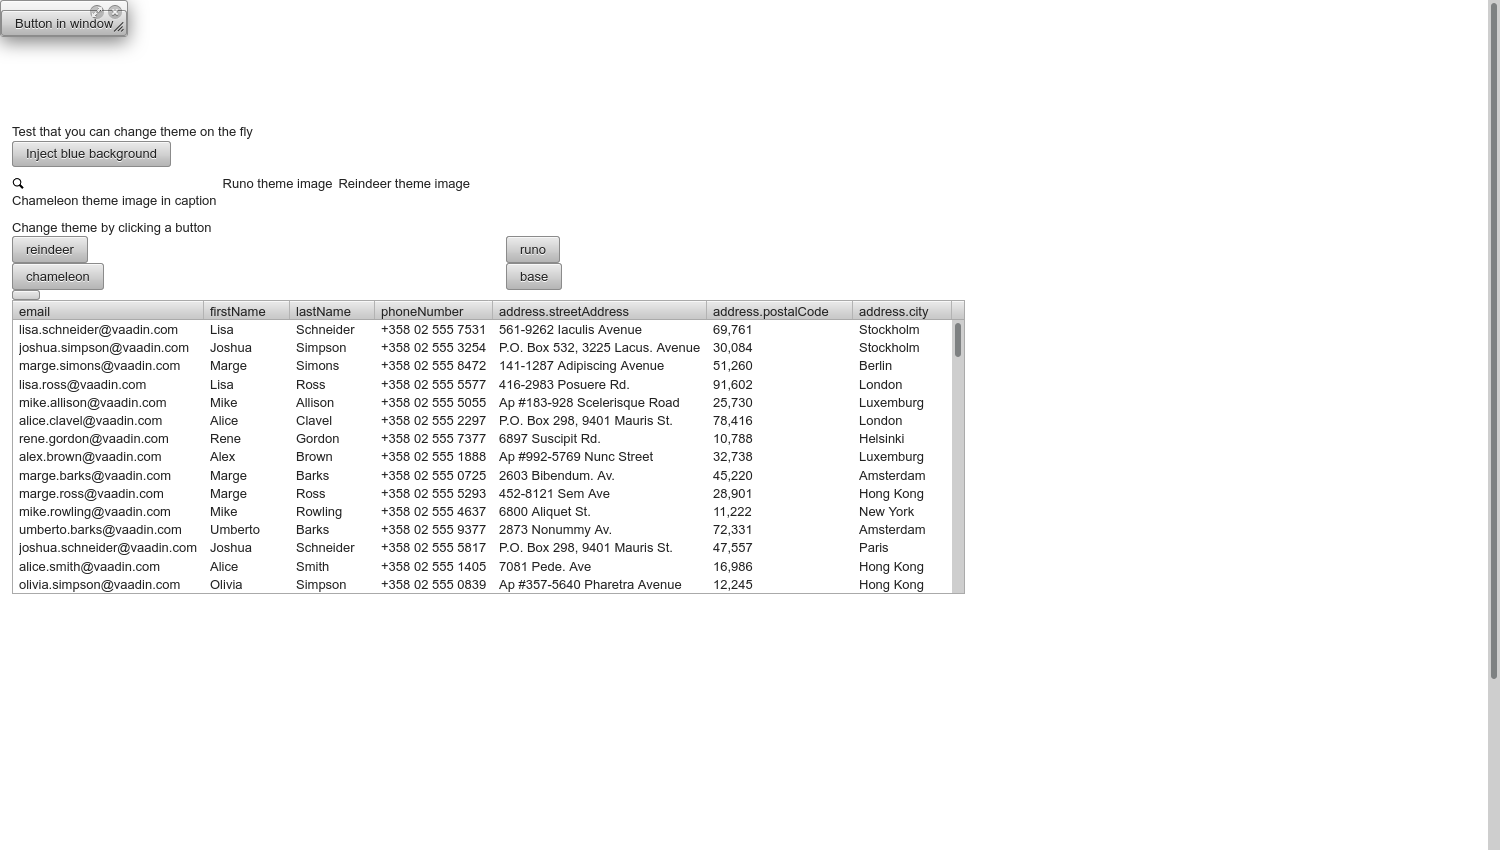 Button in window
Test that you can change theme on the fly
Inject blue background
Runo theme image Reindeer theme image
Chameleon theme image in caption
Change theme by clicking a button
reindeer runo
chameleon base
email firstName lastName phoneNumber address.streetAddress address.postalCode address.city
lisa.schneider@vaadin.com Lisa Schneider +358 02 555 7531 561-9262 Iaculis Avenue 69,761 Stockholm
joshua.simpson@vaadin.com Joshua Simpson +358 02 555 3254 P.O. Box 532, 3225 Lacus. Avenue 30,084 Stockholm
marge.simons@vaadin.com Marge Simons +358 02 555 8472 141-1287 Adipiscing Avenue 51,260 Berlin
lisa.ross@vaadin.com Lisa Ross +358 02 555 5577 416-2983 Posuere Rd. 91,602 London
mike.allison@vaadin.com Mike Allison +358 02 555 5055 Ap #183-928 Scelerisque Road 25,730 Luxemburg
alice.clavel@vaadin.com Alice Clavel +358 02 555 2297 P.O. Box 298, 9401 Mauris St. 78,416 London
rene.gordon@vaadin.com Rene Gordon +358 02 555 7377 6897 Suscipit Rd. 10,788 Helsinki
alex.brown@vaadin.com Alex Brown +358 02 555 1888 Ap #992-5769 Nunc Street 32,738 Luxemburg
marge.barks@vaadin.com Marge Barks +358 02 555 0725 2603 Bibendum. Av. 45,220 Amsterdam
marge.ross@vaadin.com Marge Ross +358 02 555 5293 452-8121 Sem Ave 28,901 Hong Kong
mike.rowling@vaadin.com Mike Rowling +358 02 555 4637 6800 Aliquet St. 11,222 New York
umberto.barks@vaadin.com Umberto Barks +358 02 555 9377 2873 Nonummy Av. 72,331 Amsterdam
joshua.schneider@vaadin.com Joshua Schneider +358 02 555 5817 P.O. Box 298, 9401 Mauris St. 47,557 Paris
alice.smith@vaadin.com Alice Smith +358 02 555 1405 7081 Pede. Ave 16,986 Hong Kong
olivia.simpson@vaadin.com Olivia Simpson +358 02 555 0839 Ap #357-5640 Pharetra Avenue 12,245 Hong Kong